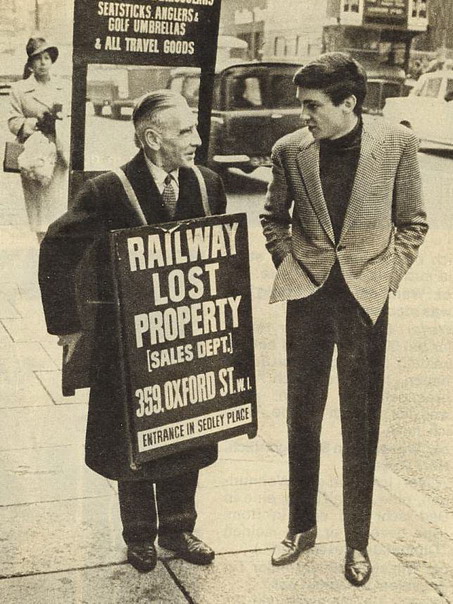 SEATSTICKS, ANGLERS &
GOLF UMBRELLAS
& ALL TRAVEL GOODS
RAILWAY
LOST
PROPERTY
[SALES DEPT.]
359, OXFORD ST. W.1.
ENTRANCE IN SEDLEY PLACE